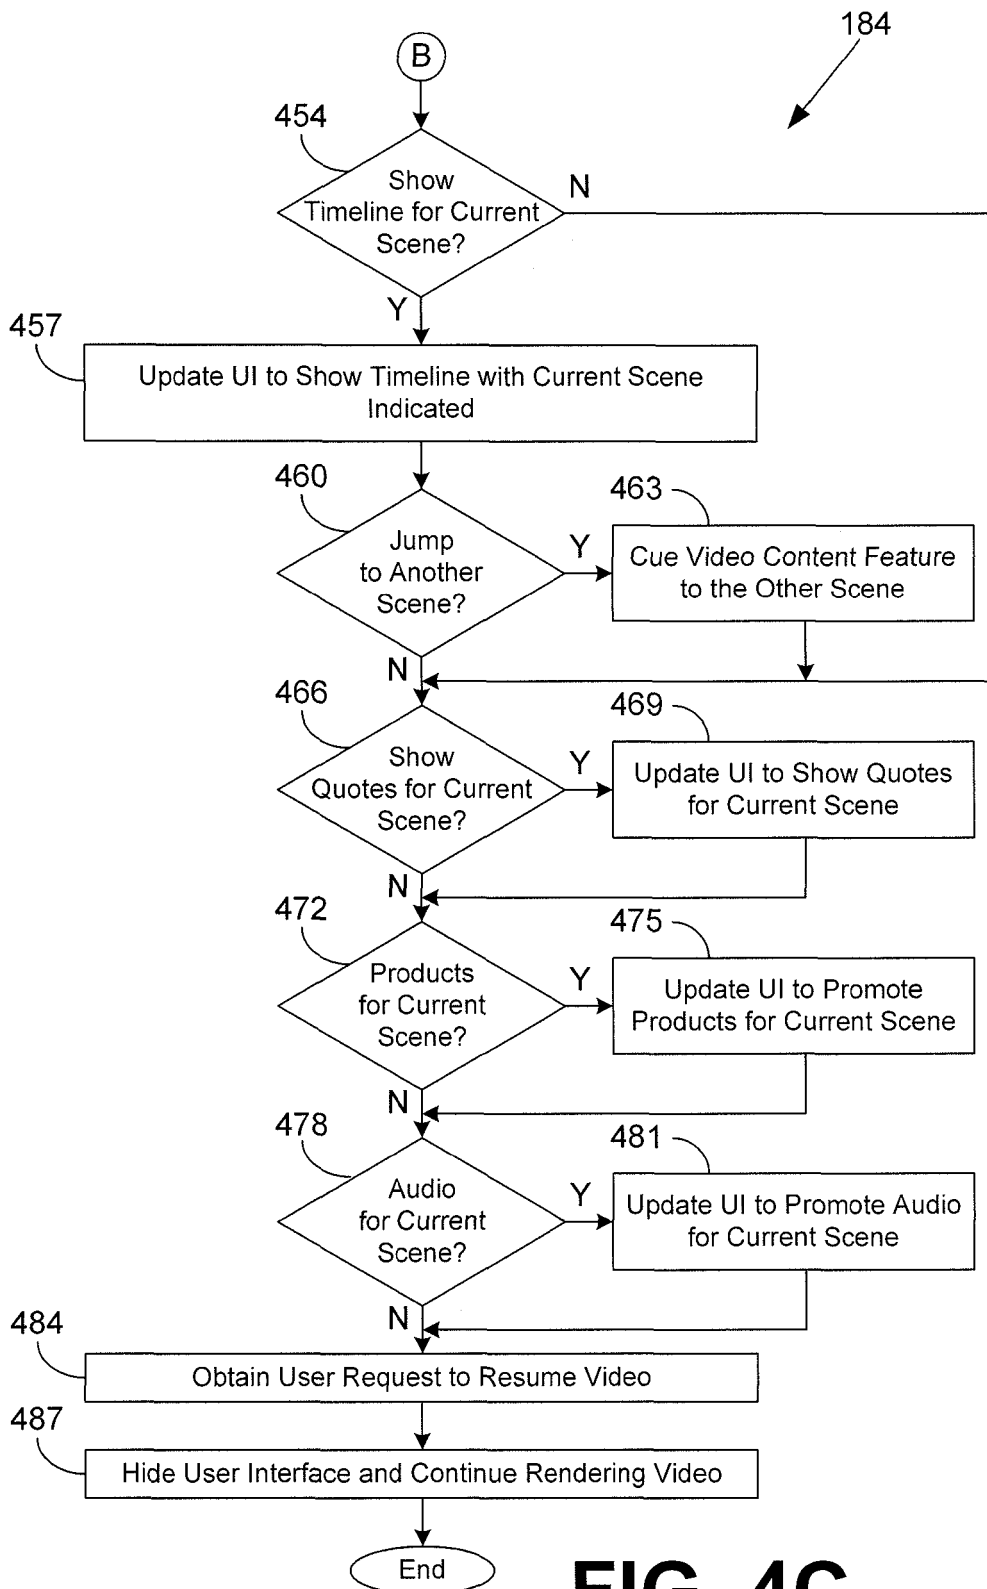 184
B
454
Show
Timeline for Current
Scene?
N
Y
457
Update UI to Show Timeline with Current Scene
Indicated
460
Jump
to Another
Scene?
Y
463
Cue Video Content Feature
to the Other Scene
N
466
Show
Quotes for Current
Scene?
Y
469
Update UI to Show Quotes
for Current Scene
N
472
Products
for Current
Scene?
Y
475
Update UI to Promote
Products for Current Scene
N
478
Audio
for Current
Scene?
Y
481
Update UI to Promote Audio
for Current Scene
N
484
Obtain User Request to Resume Video
487
Hide User Interface and Continue Rendering Video
End
FIG. 4C